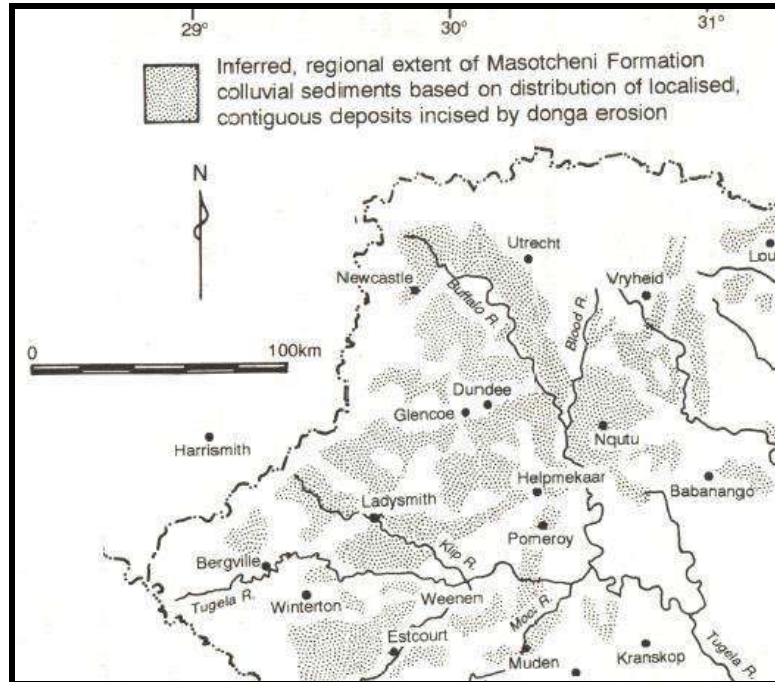 29° 30° 31°
Inferred, regional extent of Masotcheni Formation
colluvial sediments based on distribution of localised,
contiguous deposits incised by donga erosion
N
Utrecht
Lou
Newcastle
Vryheid
Buffalo R.
Blood R.
0 100km
Dundee
Glencoe
Nqutu
Harrismith
Helpmekaar
Babanango
Ladysmith
Pomeroy
Klip R.
Bergville
Tugela R.
Winterton
Weenen
Mooi R.
Estcourt
Muden
Kranskop
Tugela R.